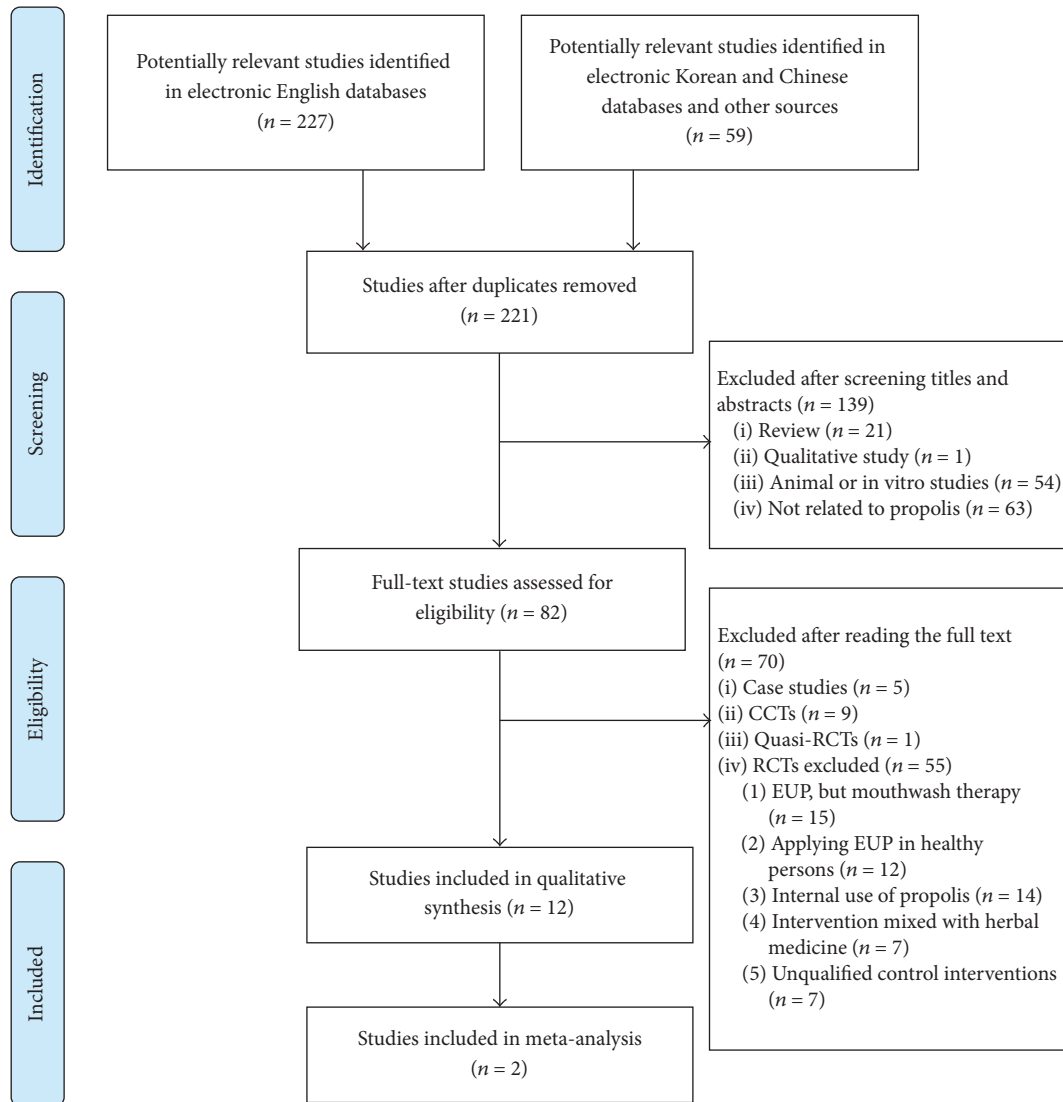 Identification
Potentially relevant studies identified
in electronic English databases
(n = 227)
Potentially relevant studies identified in
electronic Korean and Chinese
databases and other sources
(n = 59)
Studies after duplicates removed
(n = 221)
Screening
Excluded after screening titles and
abstracts (n = 139)
(i) Review (n = 21)
(ii) Qualitative study (n = 1)
(iii) Animal or in vitro studies (n = 54)
(iv) Not related to propolis (n = 63)
Full-text studies assessed for
eligibility (n = 82)
Eligibility
Excluded after reading the full text
(n = 70)
(i) Case studies (n = 5)
(ii) CCTs (n = 9)
(iii) Quasi-RCTs (n = 1)
(iv) RCTs excluded (n = 55)
(1) EUP, but mouthwash therapy
(n = 15)
(2) Applying EUP in healthy
persons (n = 12)
(3) Internal use of propolis (n = 14)
(4) Intervention mixed with herbal
medicine (n = 7)
(5) Unqualified control interventions
(n = 7)
Included
Studies included in qualitative
synthesis (n = 12)
Studies included in meta-analysis
(n = 2)